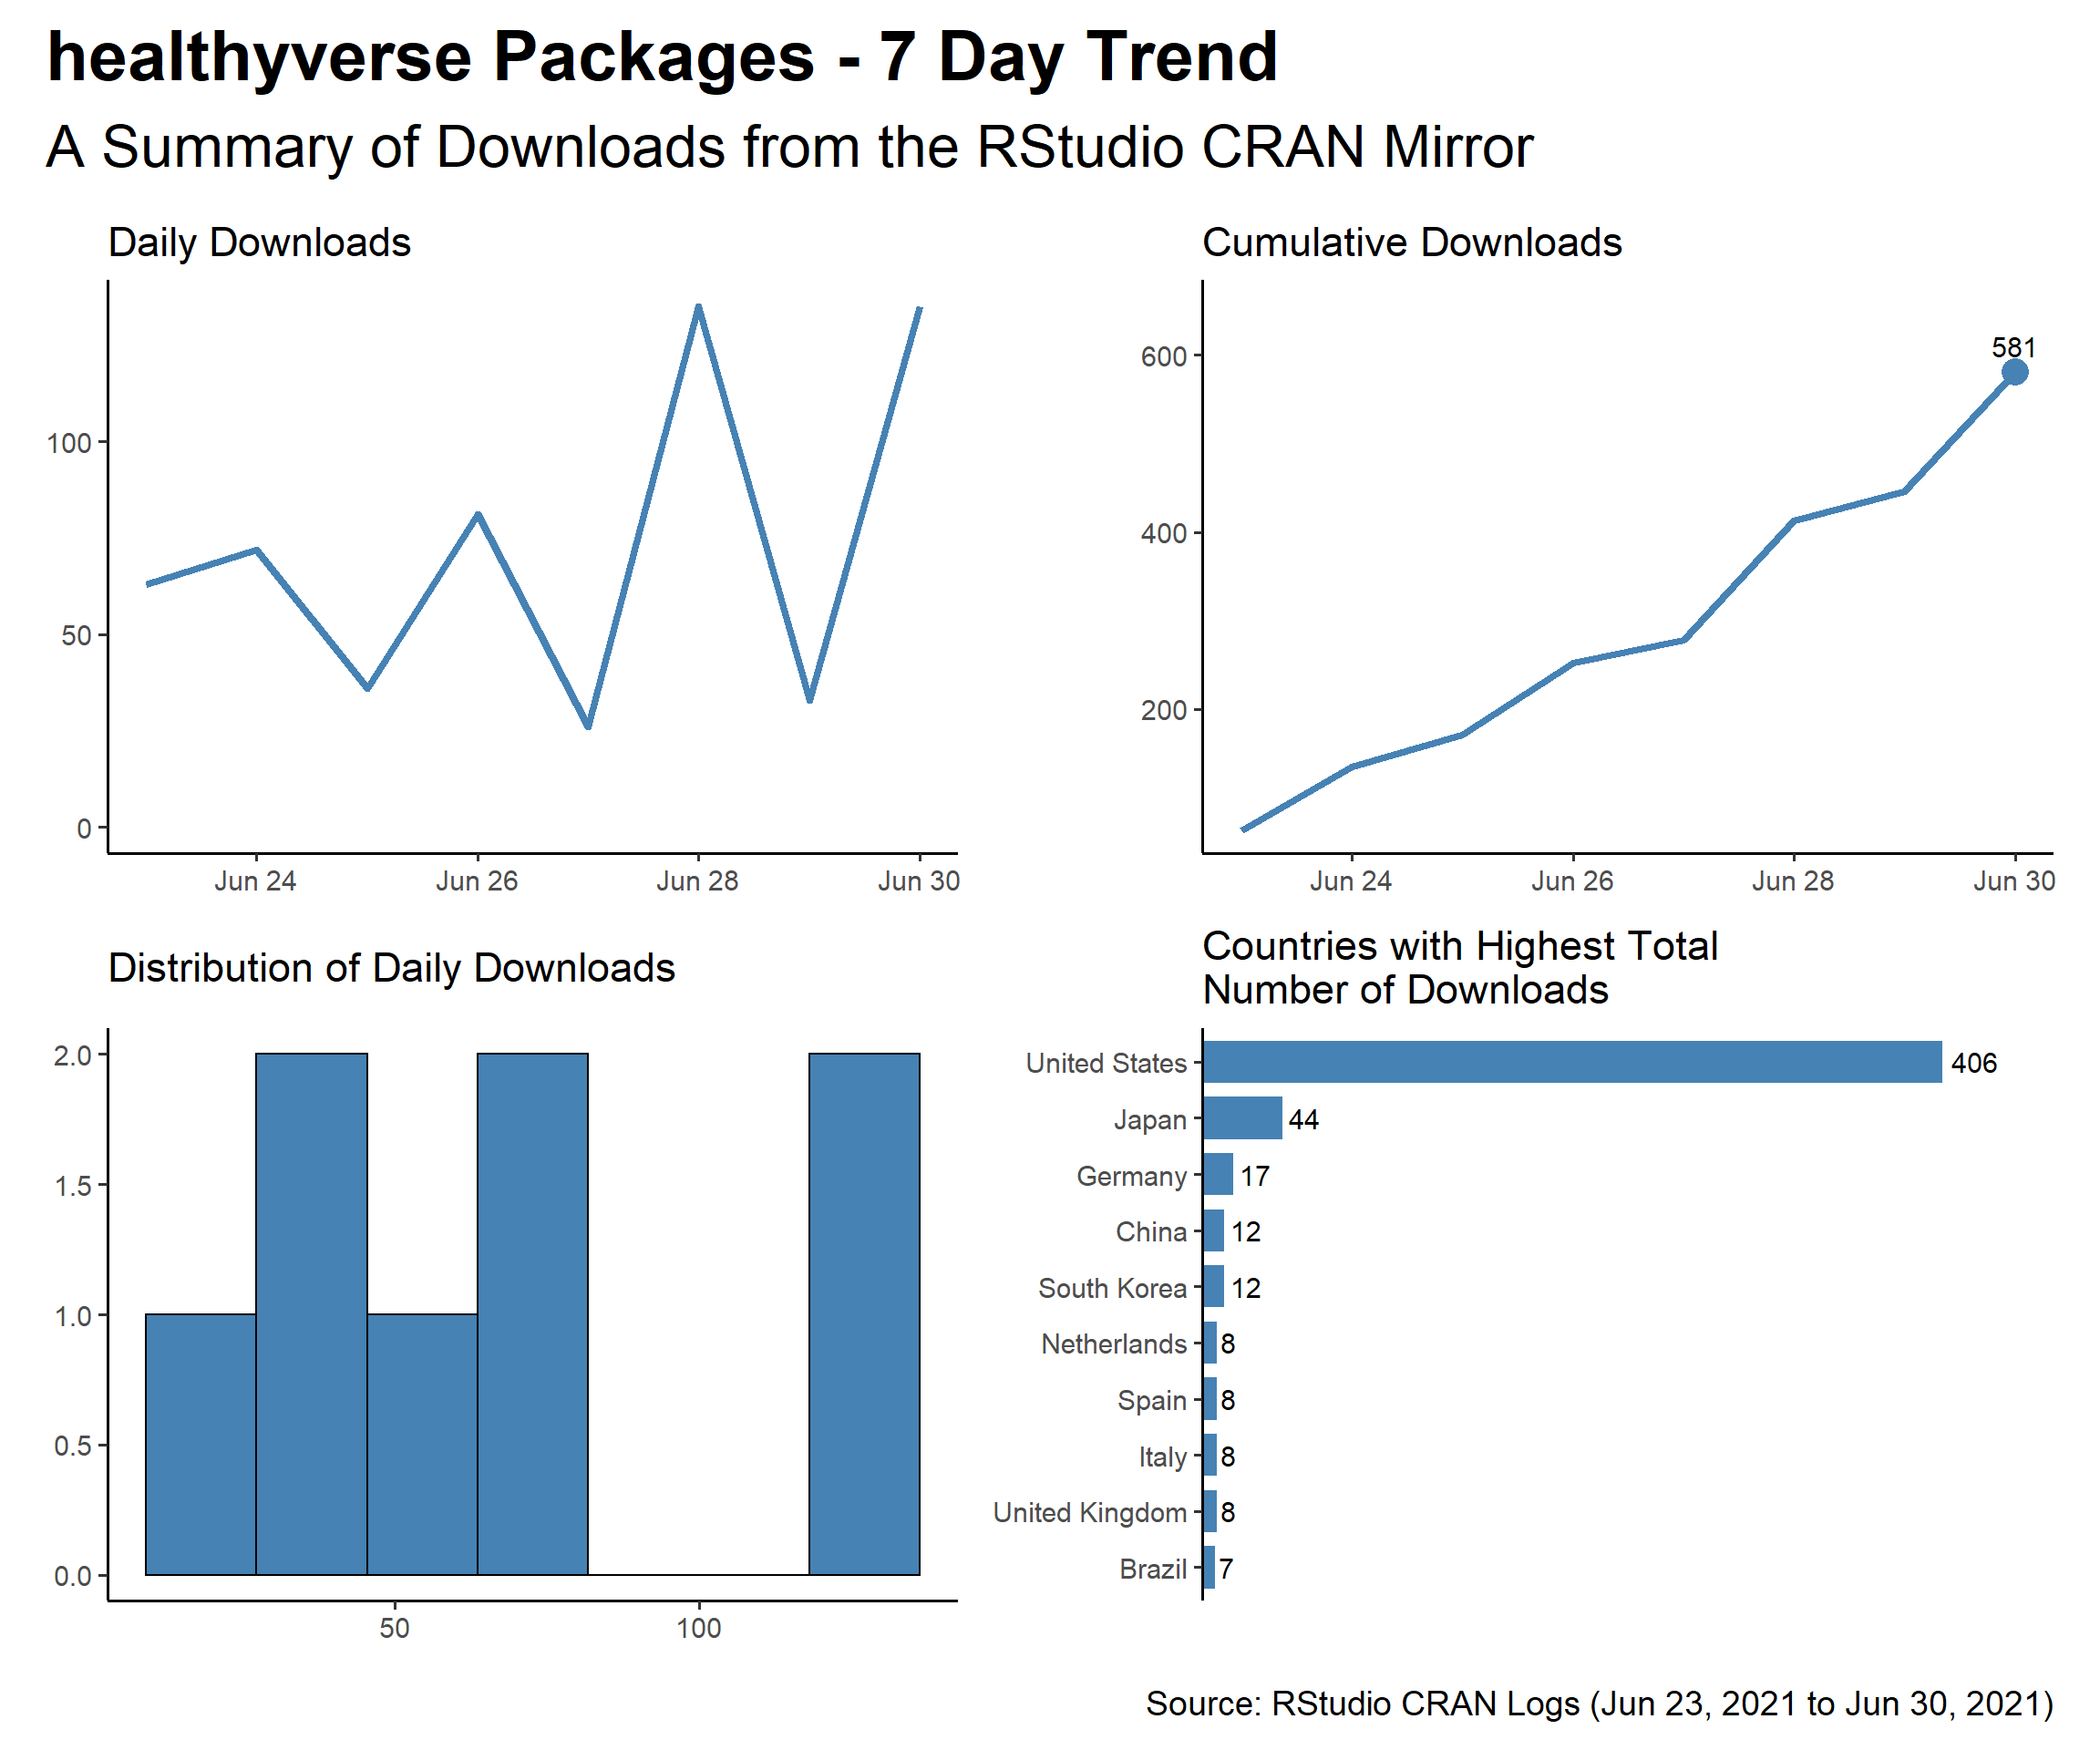 healthyverse Packages - 7 Day Trend
A Summary of Downloads from the RStudio CRAN Mirror
Daily Downloads
100
50
0
Jun 24 Jun 26 Jun 28 Jun 30
Cumulative Downloads
581
600
400
200
Jun 24 Jun 26 Jun 28 Jun 30
Distribution of Daily Downloads
2.0
1.5
1.0
0.5
0.0
50 100
Countries with Highest Total
Number of Downloads
United States 406
Japan 44
Germany 17
China 12
South Korea 12
Netherlands 8
Spain 8
Italy 8
United Kingdom 8
Brazil 7
Source: RStudio CRAN Logs (Jun 23, 2021 to Jun 30, 2021)